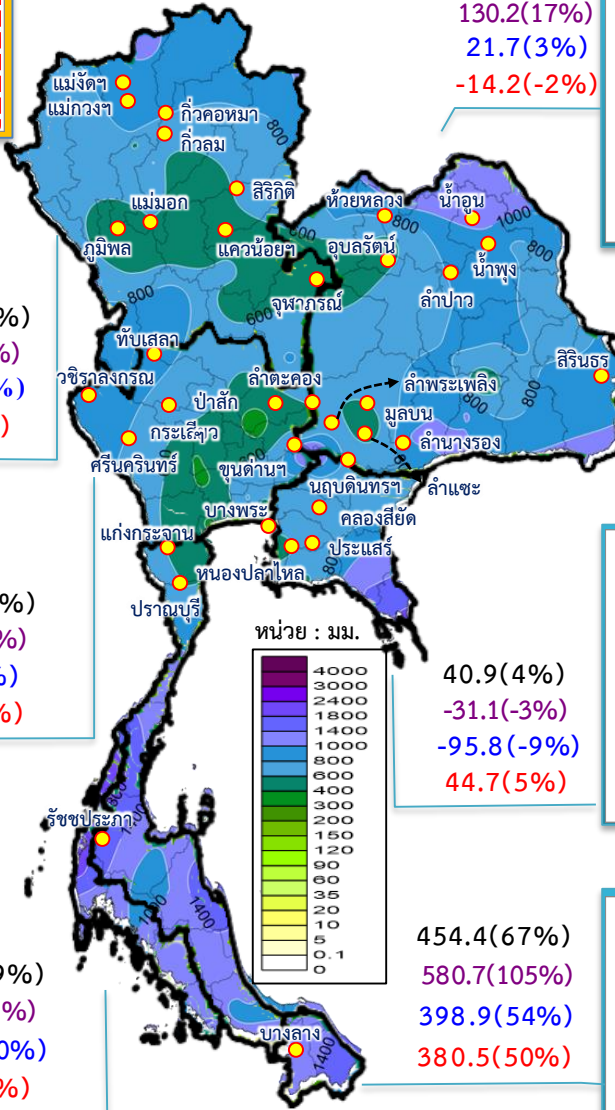 130.2(17%)
21.7(3%)
-14.2(-2%)
แม่งัดฯ
แม่กวงฯ
กิ่วคอหมา
กิ่วลม
800
สิริกิติ์
แม่มอก
ภูมิพล
แควน้อยฯ
ห้วยหลวง
น้ำอูน
800
1000
อุบลรัตน์
น้ำพุง
800
ลำปาว
จุฬาภรณ์
800
600
%)
%)
%)
)
ทับเสลา
สิรินธร
วชิราลงกรณ
ลำตะคอง
ลำพระเพลิง
800
800
ป่าสัก
มูลบน
กระเสียว
ลำนางรอง
ศรีนครินทร์
ขุนด่านฯ
นฤบดินทรฯ
ลำแซะ
บางพระ
คลองสียัด
แก่งกระจาน
ประแสร์
หนองปลาไหล
ปราณบุรี
%)
%)
%)
%)
หน่วย : มม.
4000
3000
2400
1800
1400
1000
800
600
400
300
200
150
120
90
60
35
20
10
5
0.1
0
40.9(4%)
-31.1(-3%)
-95.8(-9%)
44.7(5%)
รัชชประภา
1000
1400
454.4(67%)
580.7(105%)
398.9(54%)
380.5(50%)
9%)
%)
0%)
%)
บางลาง
1400